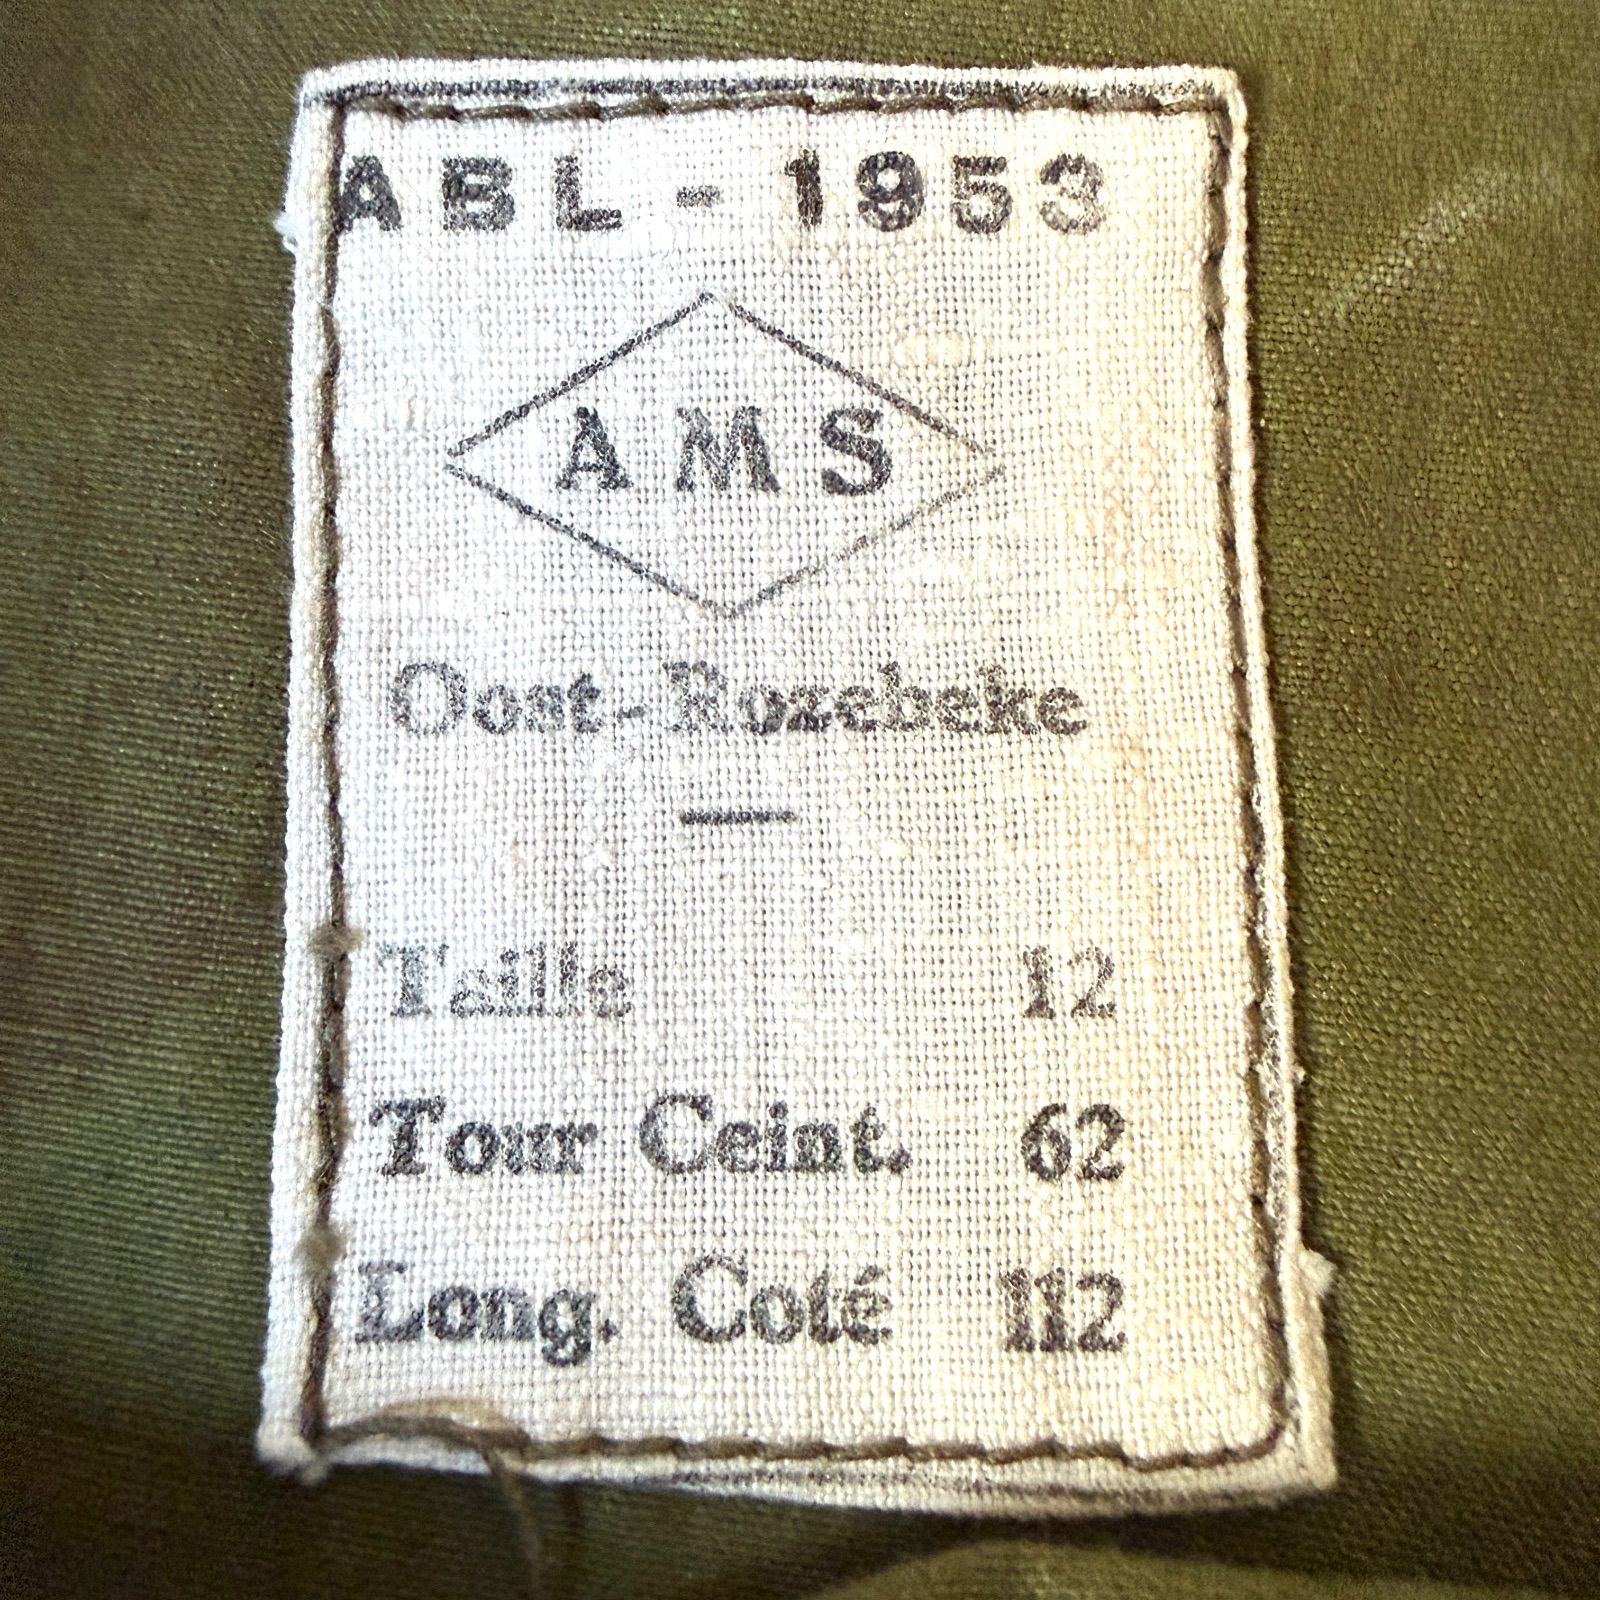 ABL - 1953
AMS
Oost-Rozebeke
—
Taille 12
Tour Ceint. 62
Long. Coté 112